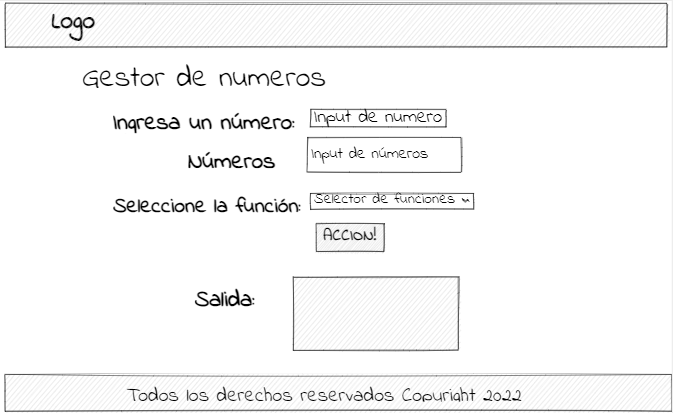 Logo
Gestor de numeros
Ingresa un número: Input de numero
Números Input de números
Seleccione la función: Selector de funciones
ACCION!
Salida:
Todos los derechos reservados Copyright 2022